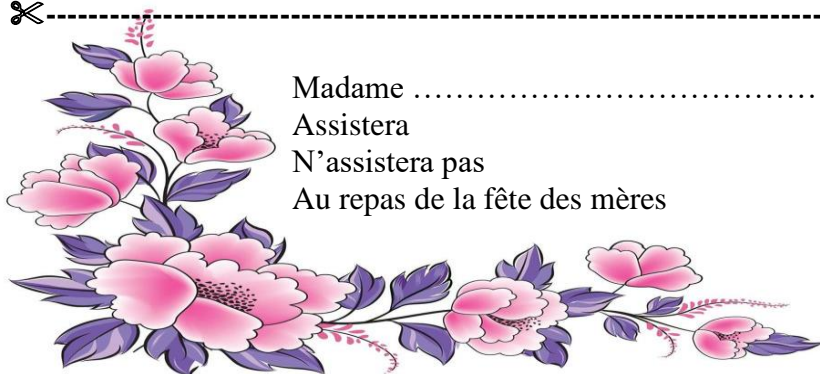 Madame ……………………………………
Assistera
N’assistera pas
Au repas de la fête des mères